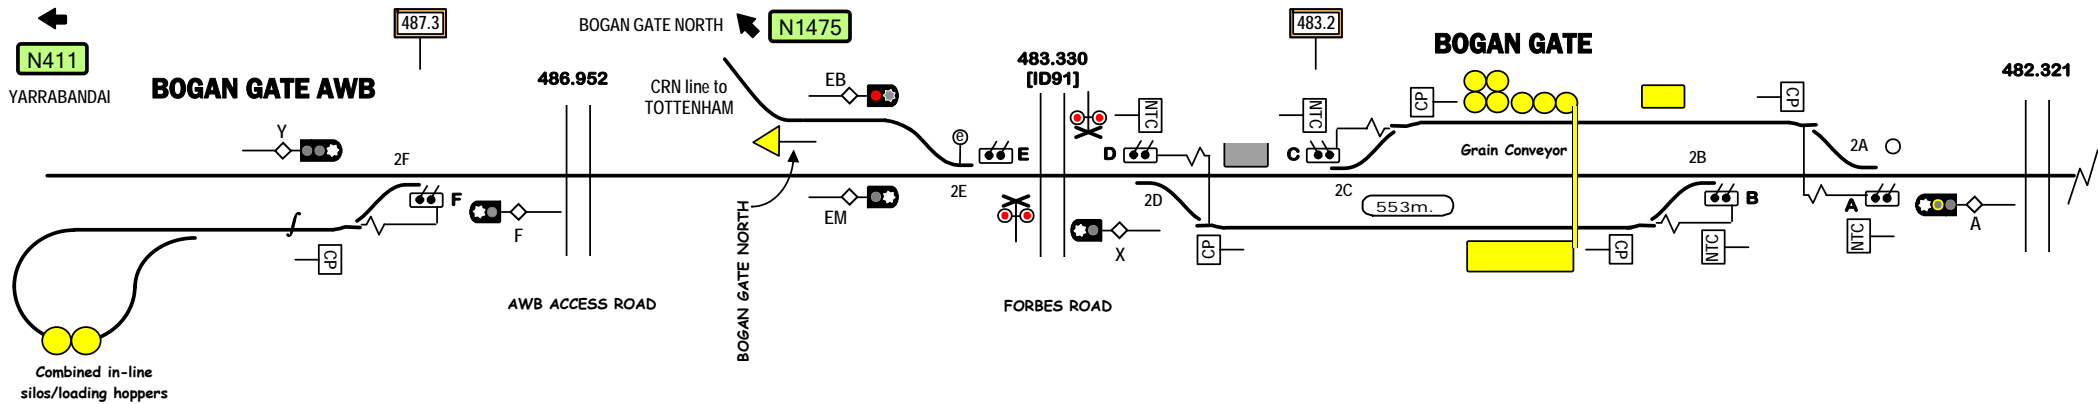 487.3
BOGAN GATE NORTH
N1475
483.2
BOGAN GATE
N411
YARRABANDAI
BOGAN GATE AWB
486.952
CRN line to
TOTTENHAM
EB
483.330
[ID91]
482.321
NTC
NTC
CP
CP
Y
2F
E
D
C
Grain Conveyor
2B
2A
e
F
F
EM
2E
2D
2C
553m.
B
A
A
X
CP
CP
CP
NTC
NTC
BOGAN GATE NORTH
AWB ACCESS ROAD
FORBES ROAD
Combined in-line
silos/loading hoppers